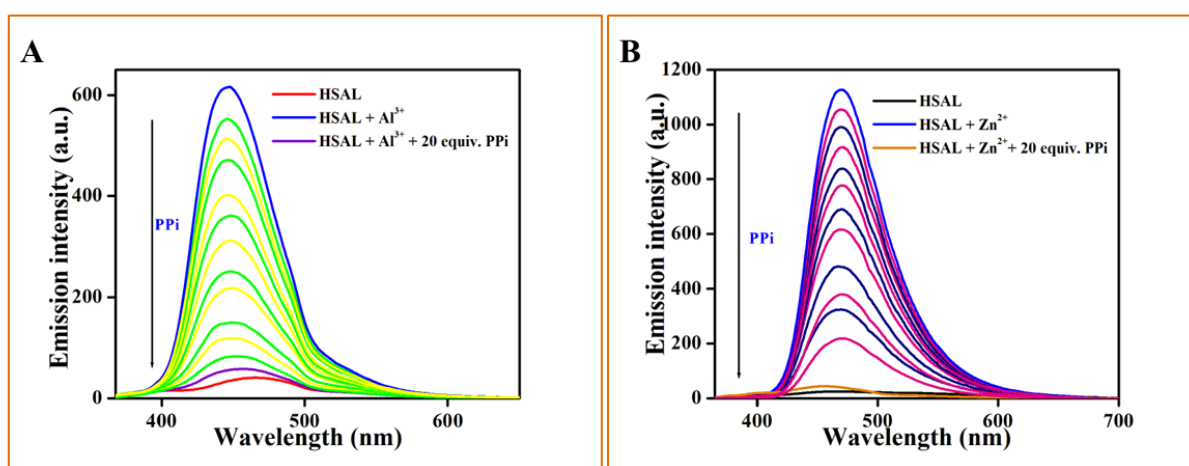 A
Emission intensity (a.u.)
600
400
200
0
HSAL
HSAL + Al³⁺
HSAL + Al³⁺ + 20 equiv. PPi
PPi
400 500 600
Wavelength (nm)
B
Emission intensity (a.u.)
1200
1000
800
600
400
200
0
HSAL
HSAL + Zn²⁺
HSAL + Zn²⁺ + 20 equiv. PPi
PPi
400 500 600 700
Wavelength (nm)